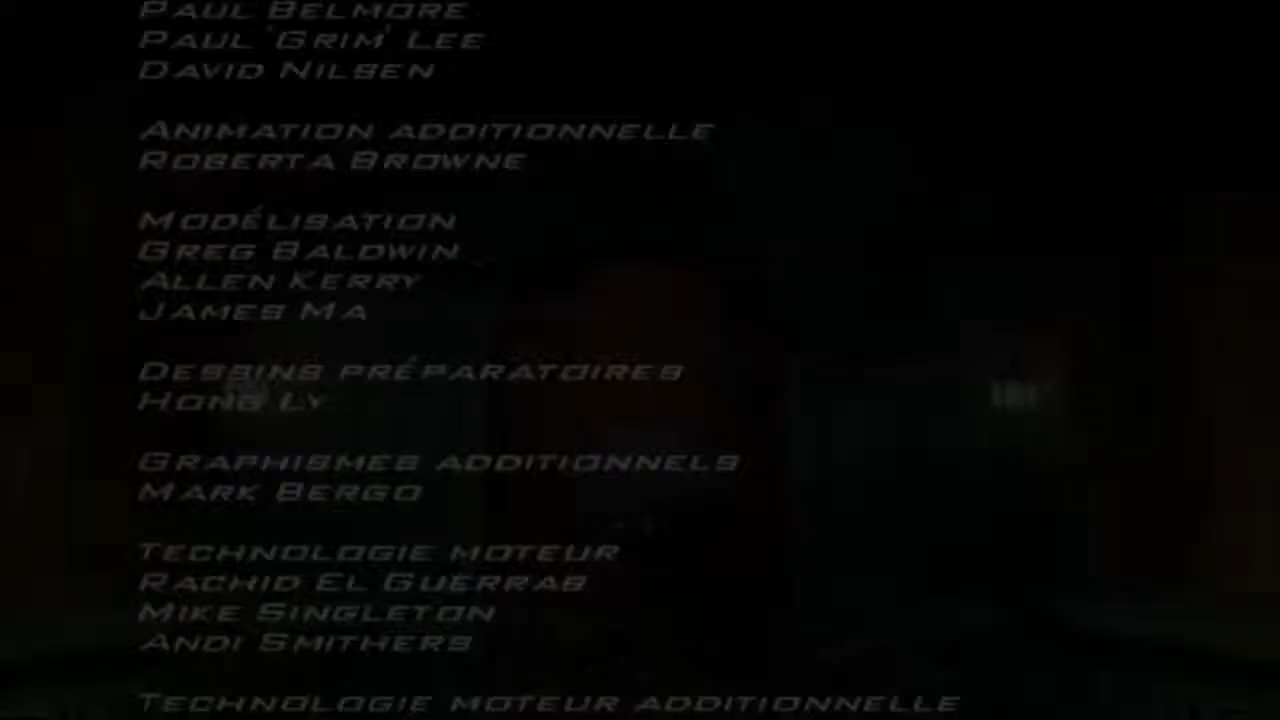 Paul Belmore
Paul 'Grim' Lee
David Nilsen
Animation additionnelle
Roberta Browne
Modélisation
Greg Baldwin
Allen Kerry
James Ma
Dessins préparatoires
Hong Ly
Graphismes additionnels
Mark Bergo
Technologie moteur
Rachid El Guerrab
Mike Singleton
Andi Smithers
Technologie moteur additionnelle